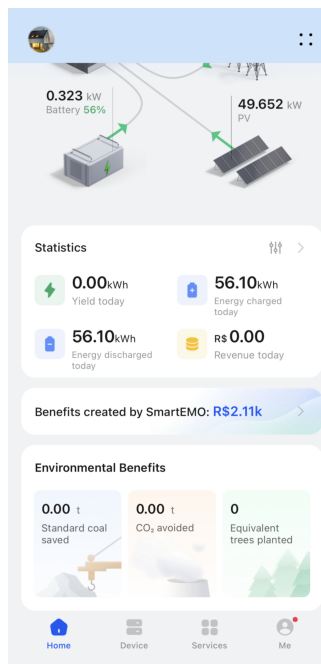 0.323 kW
Battery 56%
49.652 kW
PV
Statistics
0.00kWh
Yield today
56.10kWh
Energy charged
today
56.10kWh
Energy discharged
today
R$ 0.00
Revenue today
Benefits created by SmartEMO: R$2.11k
Environmental Benefits
0.00 t
Standard coal
saved
0.00 t
CO₂ avoided
0
Equivalent
trees planted
Home
Device
Services
Me